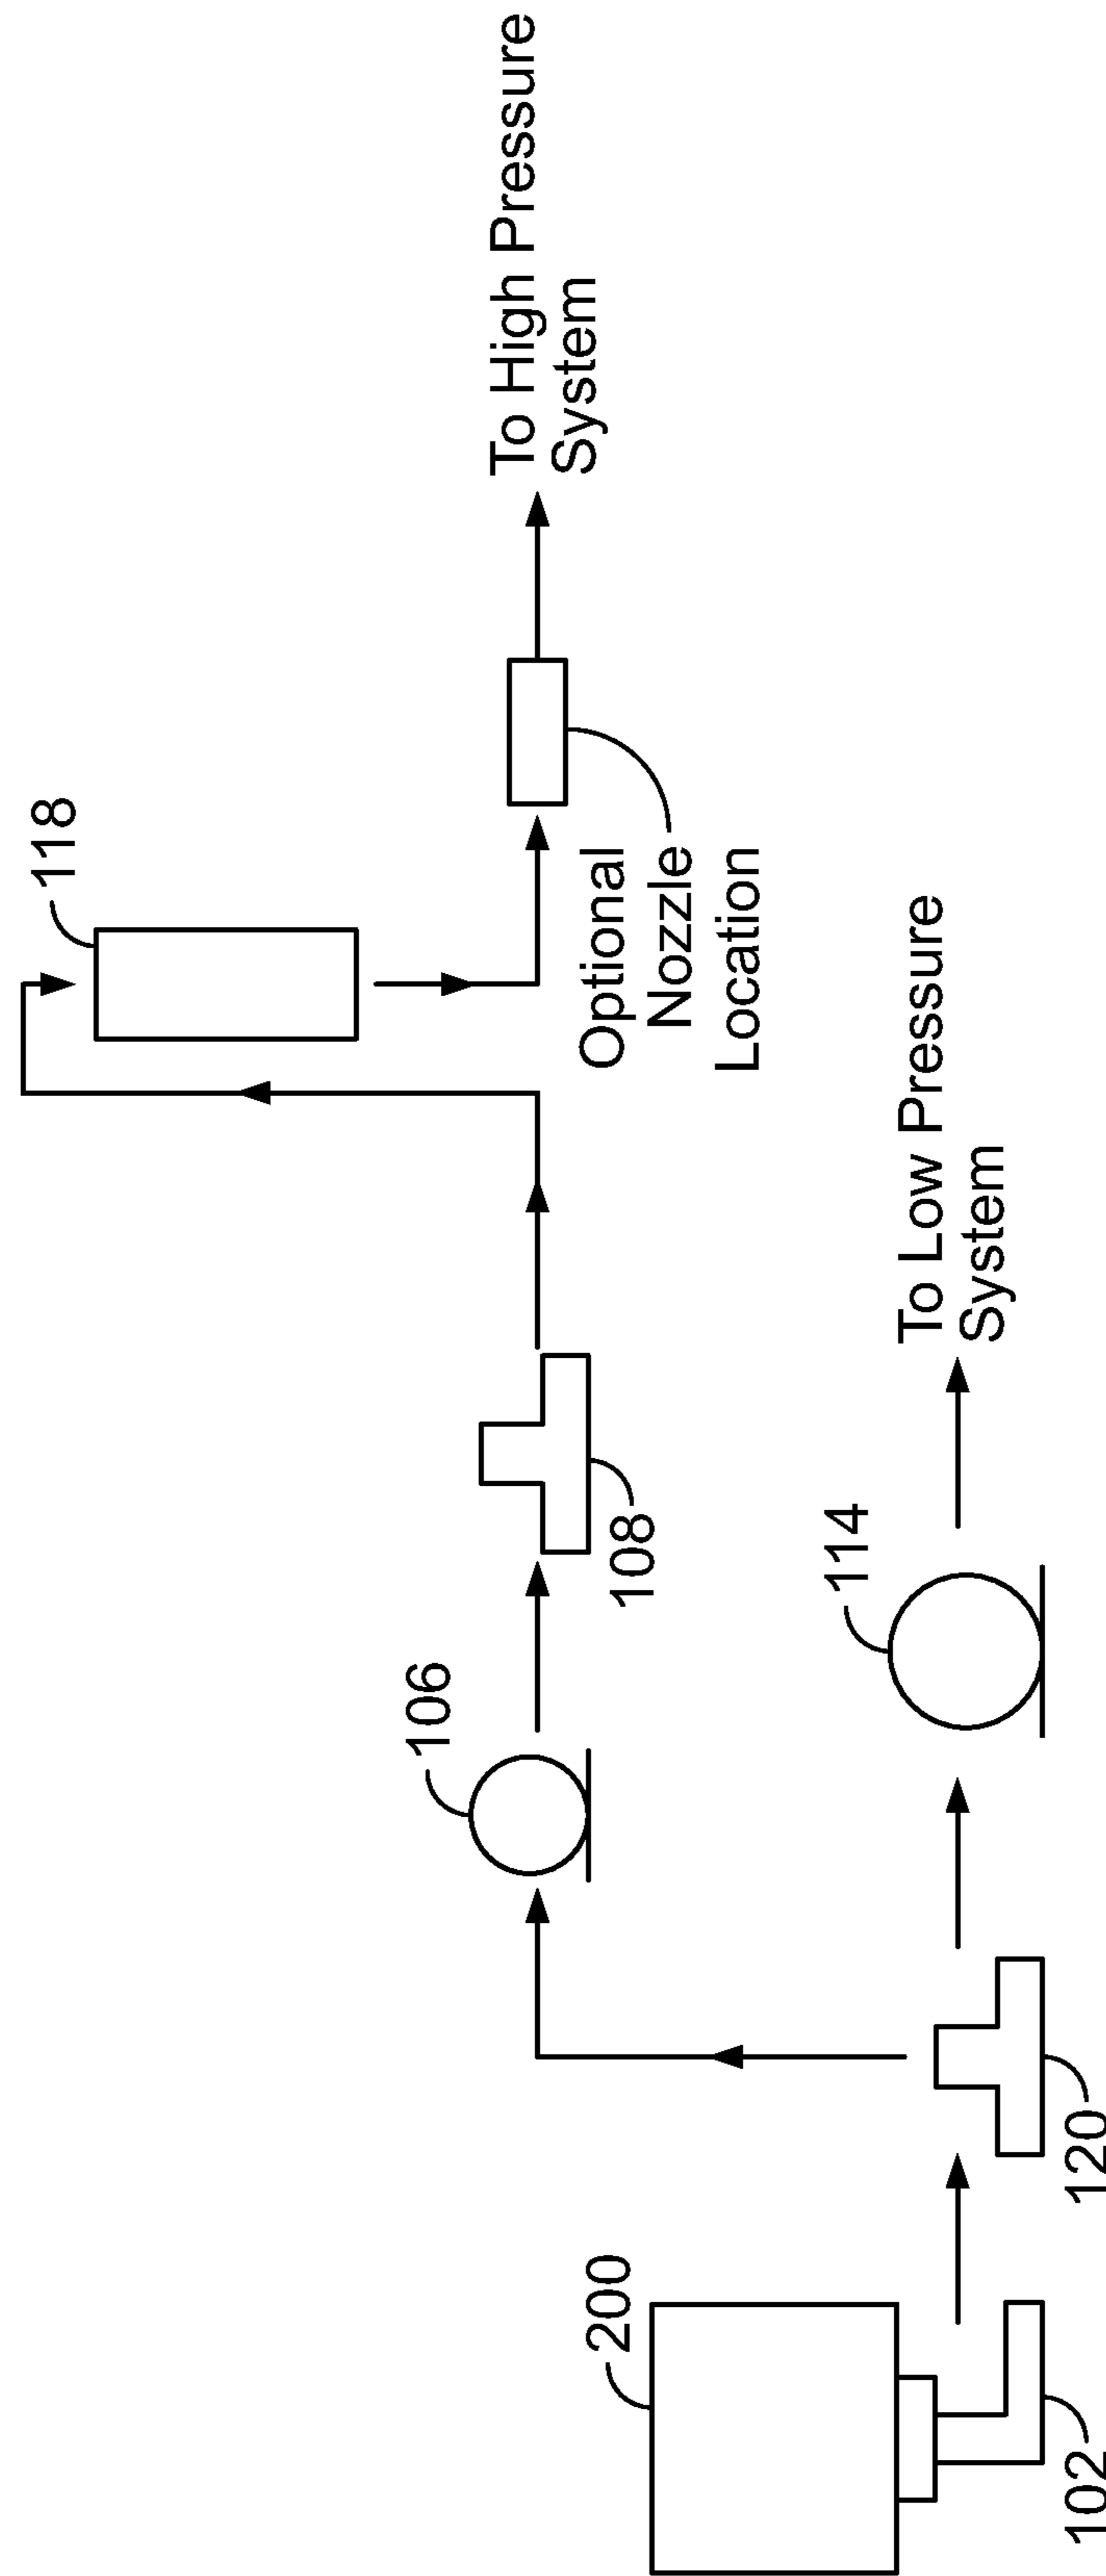 118
To High Pressure
System
106
Optional
Nozzle
Location
108
200
114
To Low Pressure
System
102
120